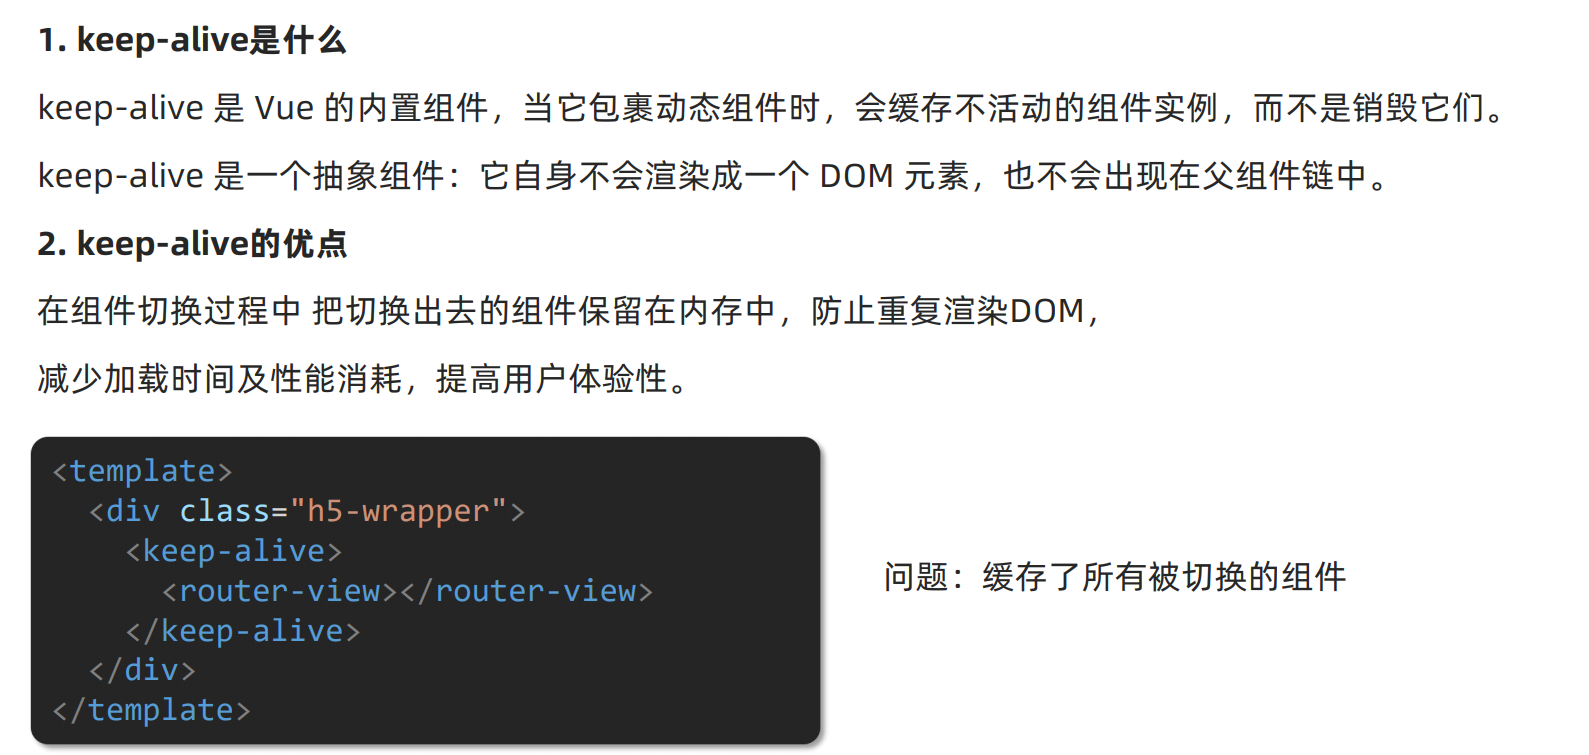 1. keep-alive是什么
keep-alive 是 Vue 的内置组件，当它包裹动态组件时，会缓存不活动的组件实例，而不是销毁它们。
keep-alive 是一个抽象组件：它自身不会渲染成一个 DOM 元素，也不会出现在父组件链中。
2. keep-alive的优点
在组件切换过程中 把切换出去的组件保留在内存中，防止重复渲染DOM，
减少加载时间及性能消耗，提高用户体验性。
<template>
  <div class="h5-wrapper">
    <keep-alive>
      <router-view></router-view>
    </keep-alive>
  </div>
</template>
问题：缓存了所有被切换的组件